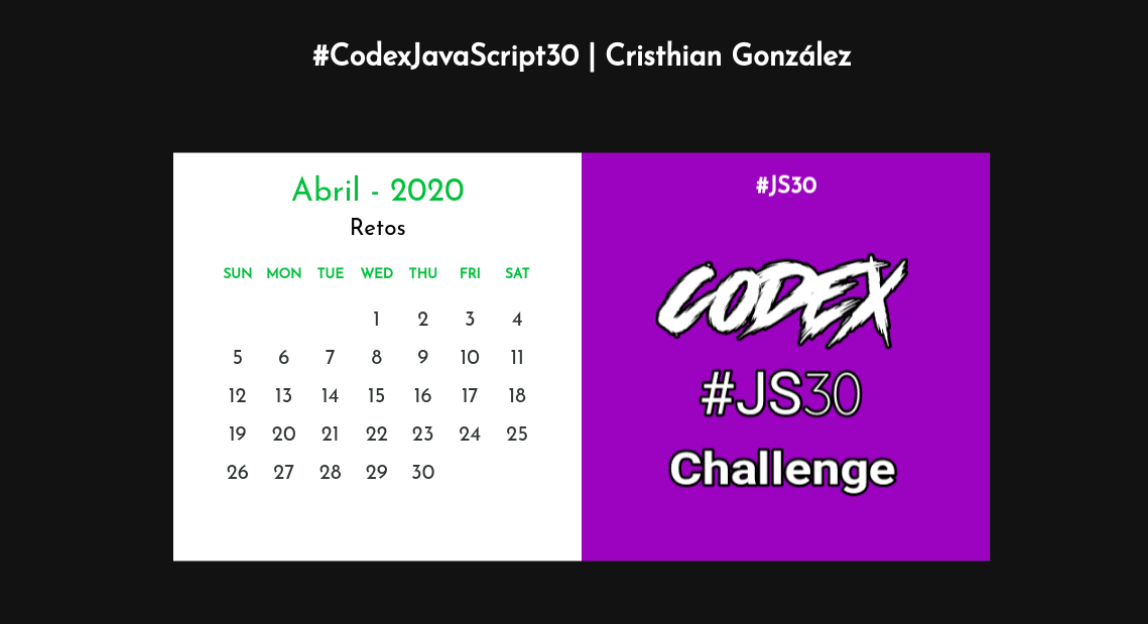 #CodexJavaScript30 | Cristhian González
Abril - 2020
Retos
SUN MON TUE WED THU FRI SAT
1 2 3 4
5 6 7 8 9 10 11
12 13 14 15 16 17 18
19 20 21 22 23 24 25
26 27 28 29 30
#JS30
CODEX
#JS30
Challenge